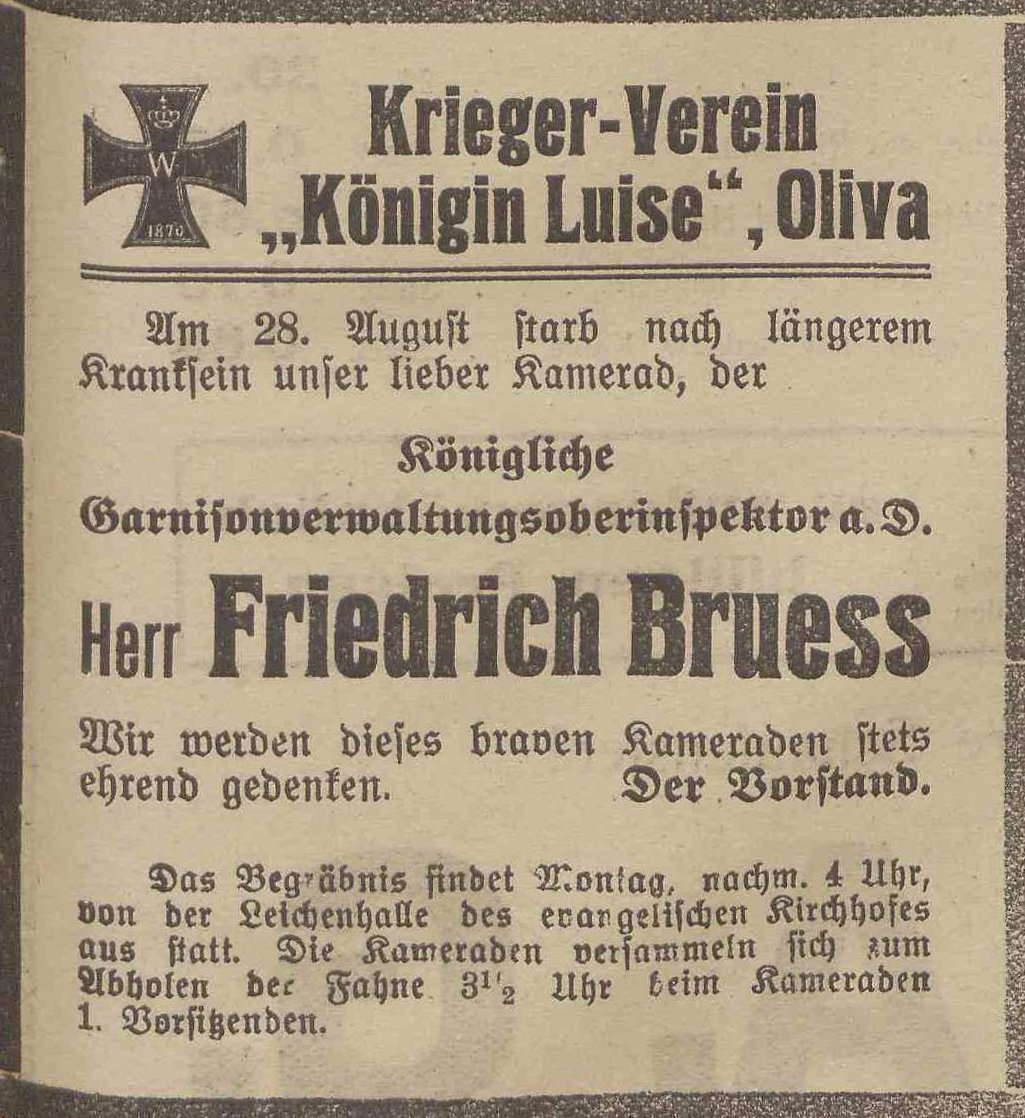 W
1870
Krieger-Verein
„Königin Luise“, Oliva
Am 28. August starb nach längerem
Kranksein unser lieber Kamerad, der
Königliche
Garnisonverwaltungsoberinspektor a. D.
Herr Friedrich Bruess
Wir werden dieses braven Kameraden stets
ehrend gedenken. Der Vorstand.
Das Begräbnis findet Montag, nachm. 4 Uhr,
von der Leichenhalle des evangelischen Kirchhofes
aus statt. Die Kameraden versammeln sich zum
Abholen der Fahne 3½ Uhr beim Kameraden
1. Vorsitzenden.